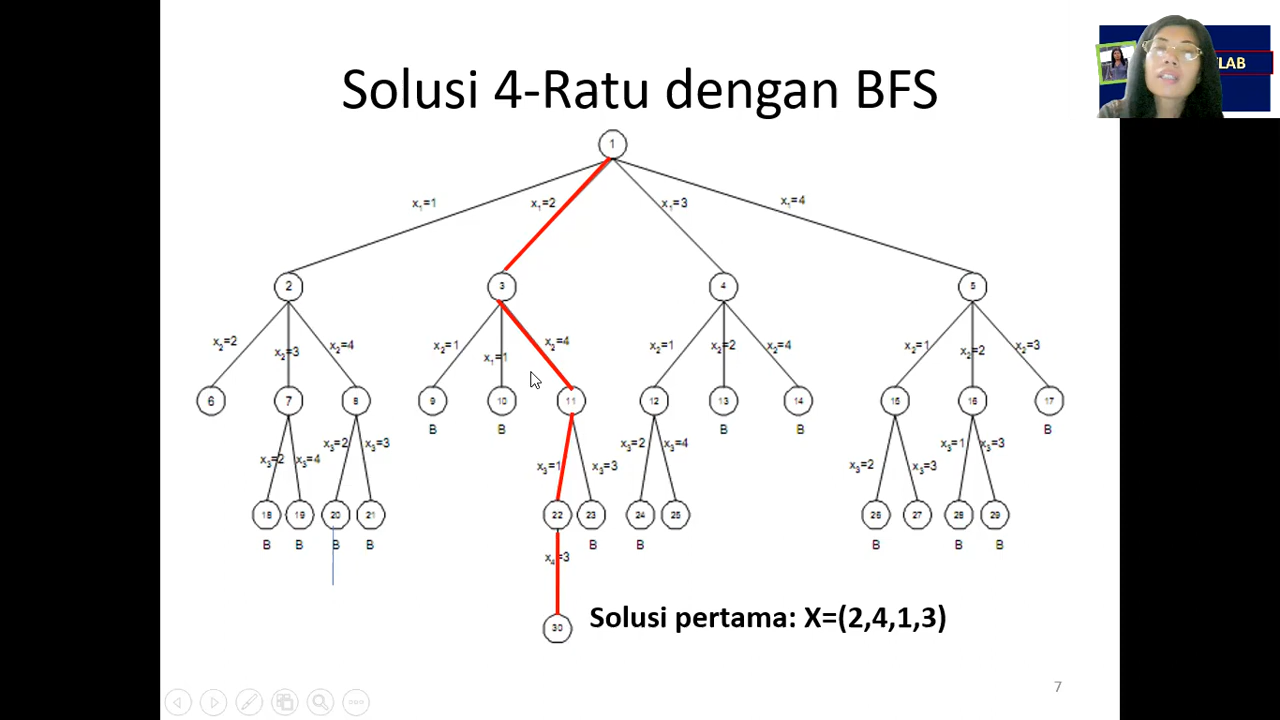 Solusi 4-Ratu dengan BFS
LAB
1
x₁=1 x₁=2 x₁=3 x₁=4
2 3 4 5
x₂=2 x₂=3 x₂=4 x₂=1 x₁=1 x₂=4 x₂=1 x₂=2 x₂=4 x₂=1 x₂=2 x₂=3
6 7 8 9 10 11 12 13 14 15 16 17
B B B B B
x₃=2 x₃=4 x₃=2 x₃=3 x₃=1 x₃=3 x₃=2 x₃=4 x₃=2 x₃=3 x₃=1 x₃=3
18 19 20 21 22 23 24 25 26 27 28 29
B B B B B B B B B
x₄=3
30
Solusi pertama: X=(2,4,1,3)
7